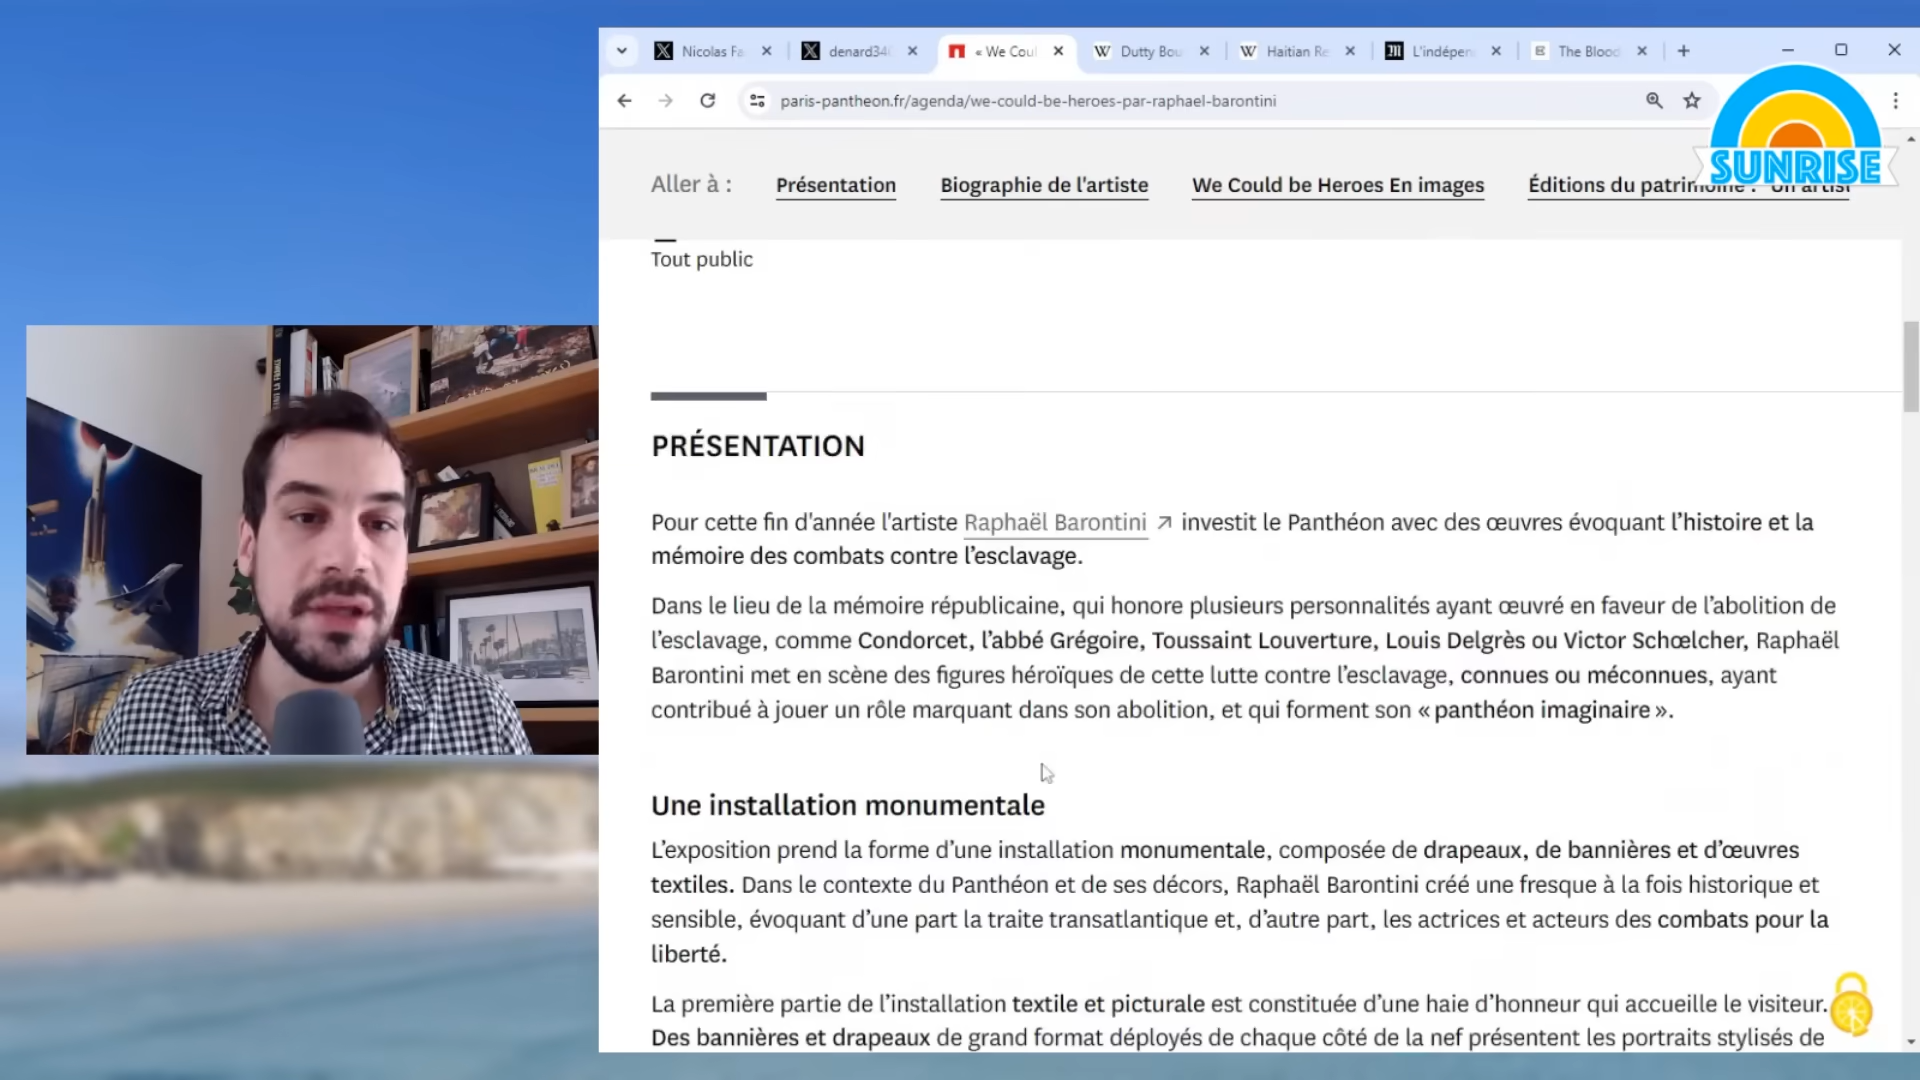 Nicolas Fa
denard34
« We Coul
Dutty Bou
Haitian Re
L'indépen
The Blood
paris-pantheon.fr/agenda/we-could-be-heroes-par-raphael-barontini
SUNRISE
Aller à :
Présentation
Biographie de l'artiste
We Could be Heroes En images
Éditions du patrimoine : "Un artist
Tout public
PRÉSENTATION
Pour cette fin d'année l'artiste Raphaël Barontini investit le Panthéon avec des œuvres évoquant l’histoire et la
mémoire des combats contre l’esclavage.
Dans le lieu de la mémoire républicaine, qui honore plusieurs personnalités ayant œuvré en faveur de l’abolition de
l’esclavage, comme Condorcet, l’abbé Grégoire, Toussaint Louverture, Louis Delgrès ou Victor Schœlcher, Raphaël
Barontini met en scène des figures héroïques de cette lutte contre l’esclavage, connues ou méconnues, ayant
contribué à jouer un rôle marquant dans son abolition, et qui forment son « panthéon imaginaire ».
Une installation monumentale
L’exposition prend la forme d’une installation monumentale, composée de drapeaux, de bannières et d’œuvres
textiles. Dans le contexte du Panthéon et de ses décors, Raphaël Barontini créé une fresque à la fois historique et
sensible, évoquant d’une part la traite transatlantique et, d’autre part, les actrices et acteurs des combats pour la
liberté.
La première partie de l’installation textile et picturale est constituée d’une haie d’honneur qui accueille le visiteur.
Des bannières et drapeaux de grand format déployés de chaque côté de la nef présentent les portraits stylisés de